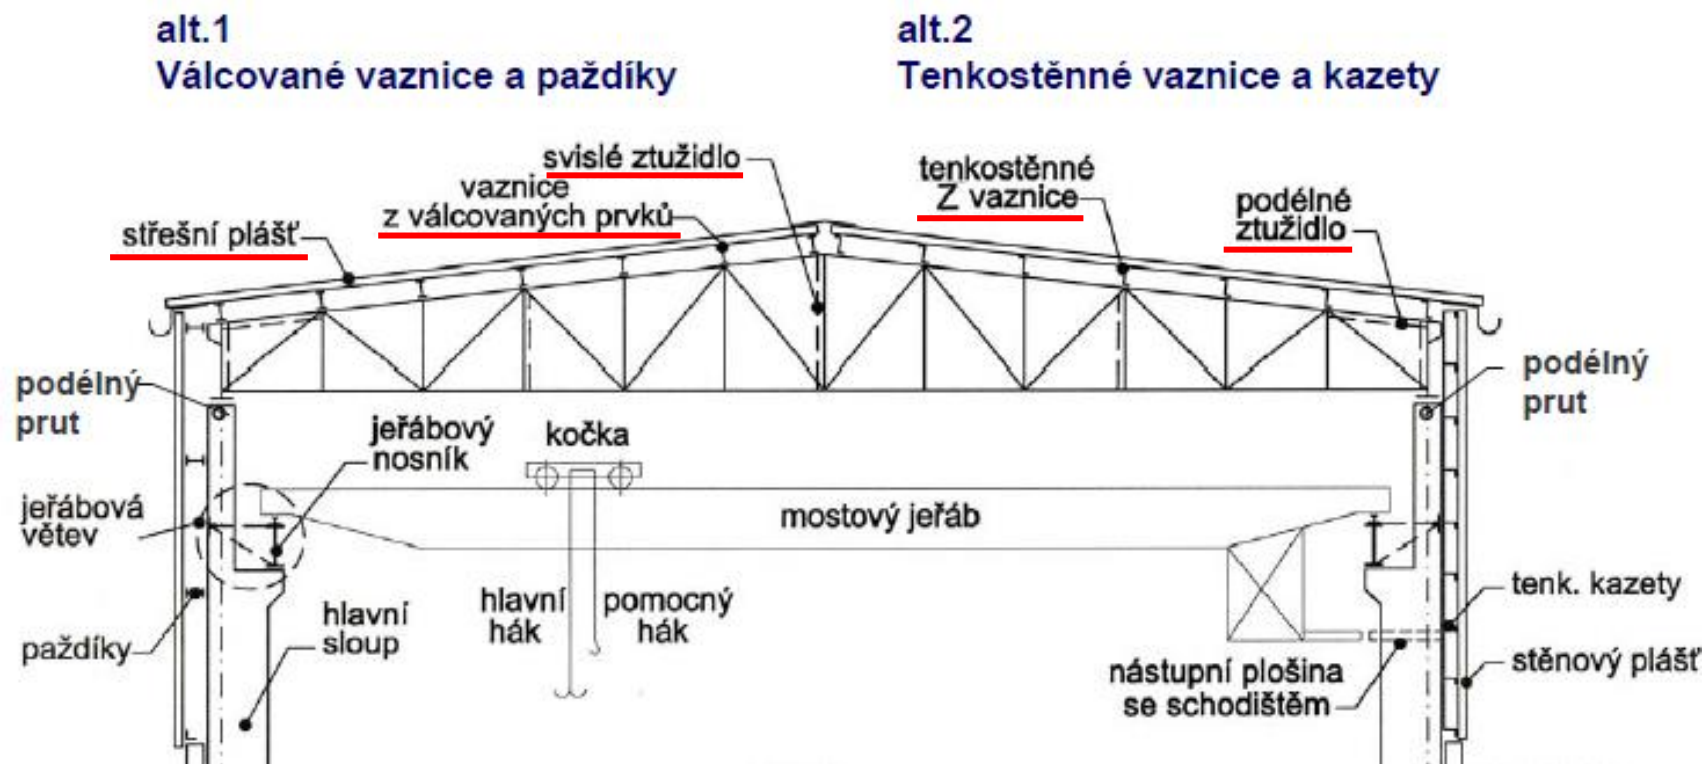 alt.1
Válcované vaznice a paždíky
alt.2
Tenkostěnné vaznice a kazety
svislé ztužidlo
vaznice
z válcovaných prvků
střešní plášť
tenkostěnné
Z vaznice
podélné
ztužidlo
podélný
prut
podélný
prut
jeřábový
nosník
kočka
jeřábová
větev
mostový jeřáb
hlavní
hák
pomocný
hák
hlavní
sloup
paždíky
tenk. kazety
nástupní plošina
se schodištěm
stěnový plášť